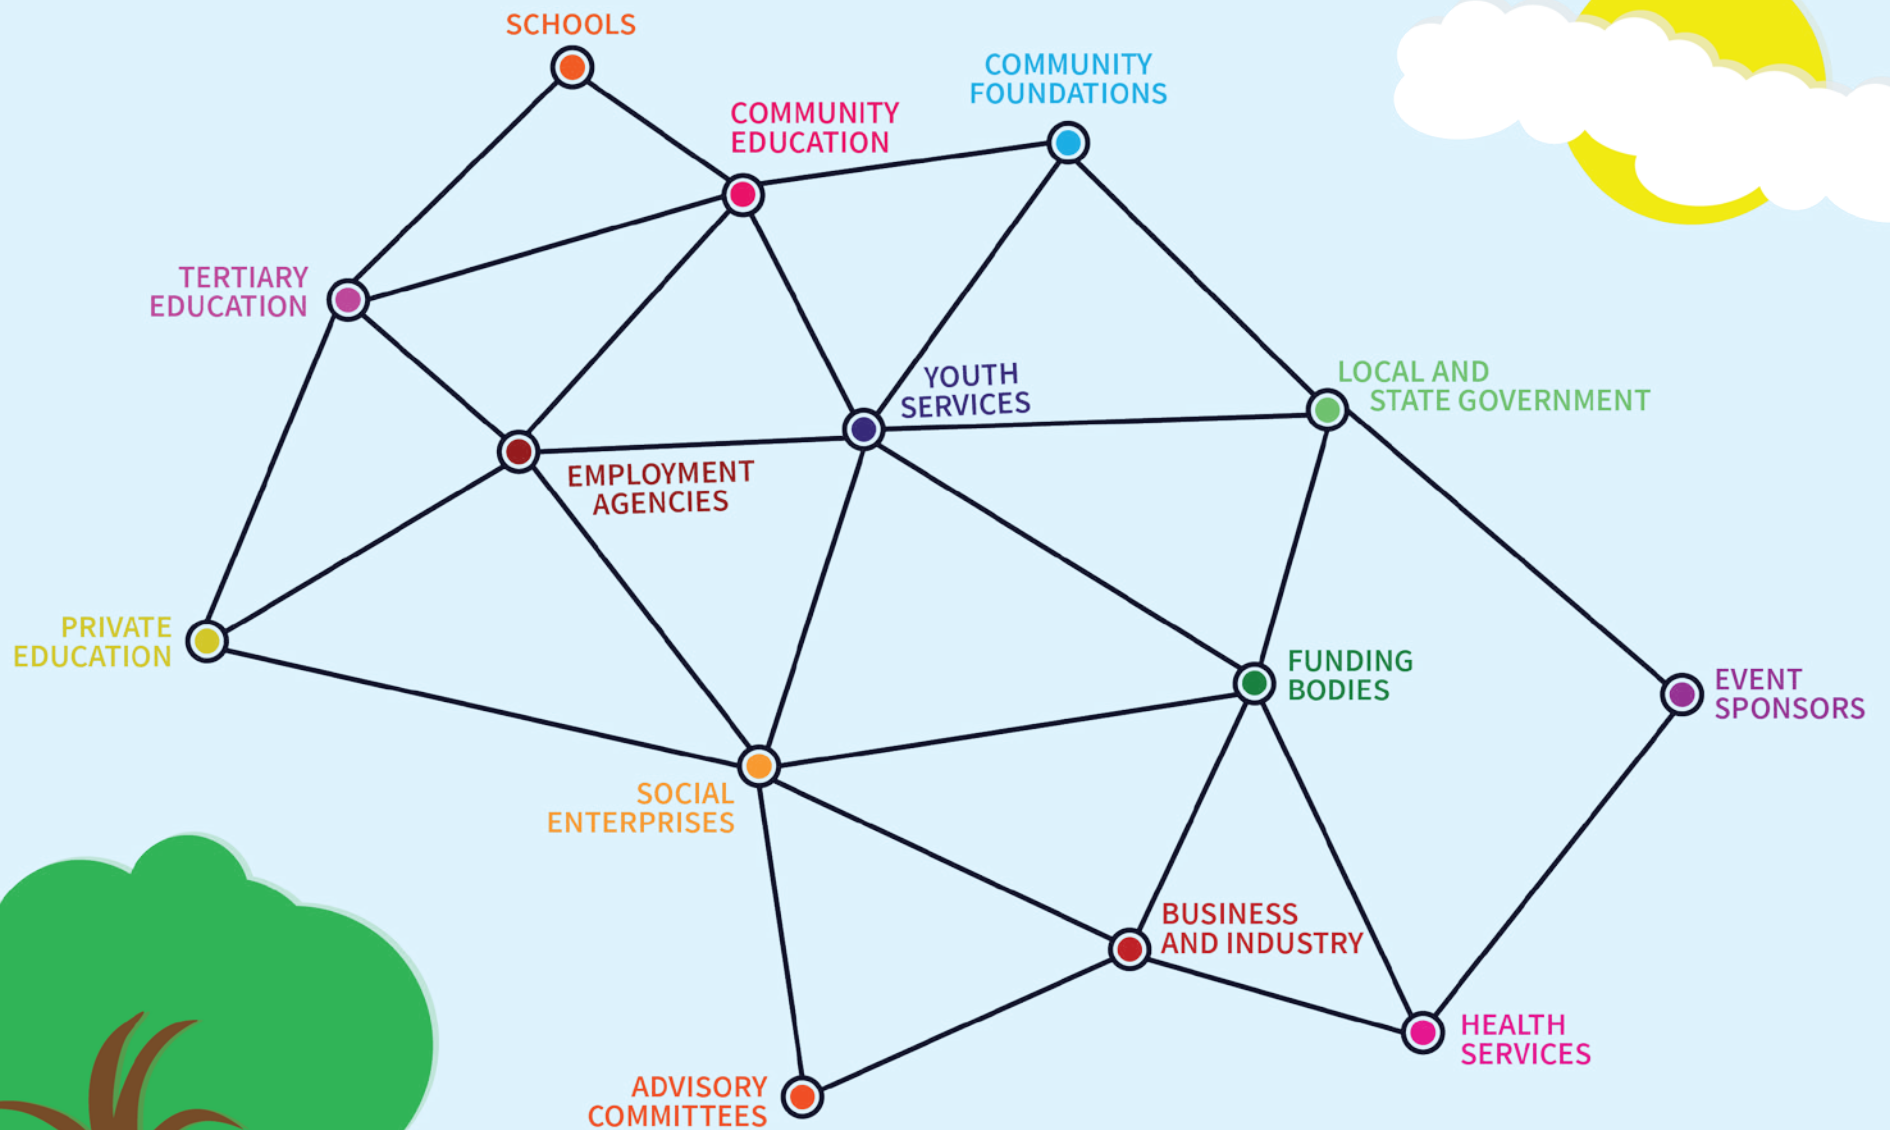 SCHOOLS
COMMUNITY
FOUNDATIONS
COMMUNITY
EDUCATION
TERTIARY
EDUCATION
YOUTH
SERVICES
LOCAL AND
STATE GOVERNMENT
EMPLOYMENT
AGENCIES
PRIVATE
EDUCATION
FUNDING
BODIES
EVENT
SPONSORS
SOCIAL
ENTERPRISES
BUSINESS
AND INDUSTRY
HEALTH
SERVICES
ADVISORY
COMMITTEES